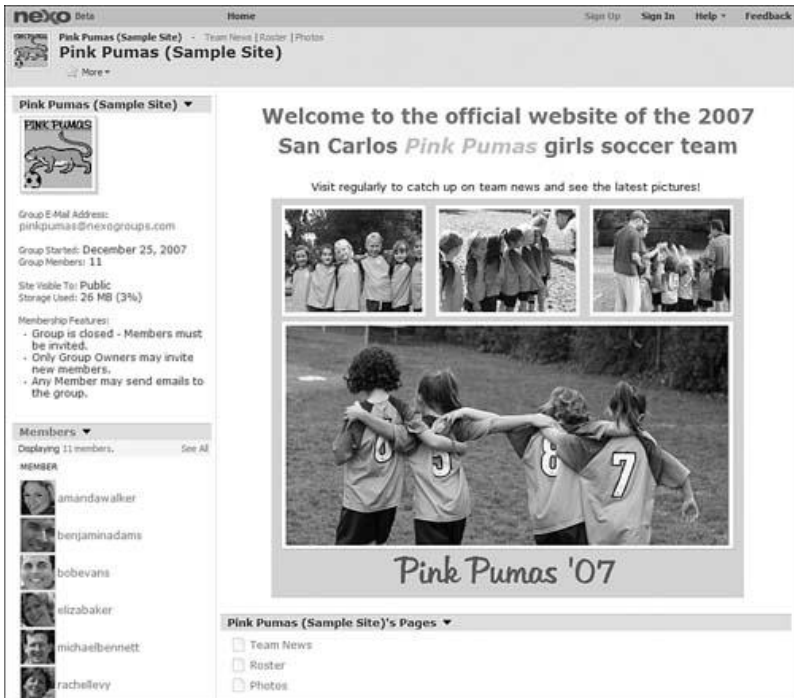 nexo Beta Home Sign Up Sign In Help Feedback
Pink Pumas (Sample Site) - Team News | Roster | Photos
Pink Pumas (Sample Site)
More
Pink Pumas (Sample Site)
PINK PUMAS
Group E-Mail Address:
pinkpumas@nexogroups.com
Group Started: December 25, 2007
Group Members: 11
Site Visible To: Public
Storage Used: 26 MB (3%)
Membership Features:
· Group is closed - Members must
be invited.
· Only Group Owners may invite
new members.
· Any Member may send emails to
the group.
Members
Displaying 11 members. See All
MEMBER
amandawalker
benjaminadams
bobevans
elizabaker
michaelbennett
rachellevy
Welcome to the official website of the 2007
San Carlos Pink Pumas girls soccer team
Visit regularly to catch up on team news and see the latest pictures!
8 7
Pink Pumas '07
Pink Pumas (Sample Site)'s Pages
Team News
Roster
Photos